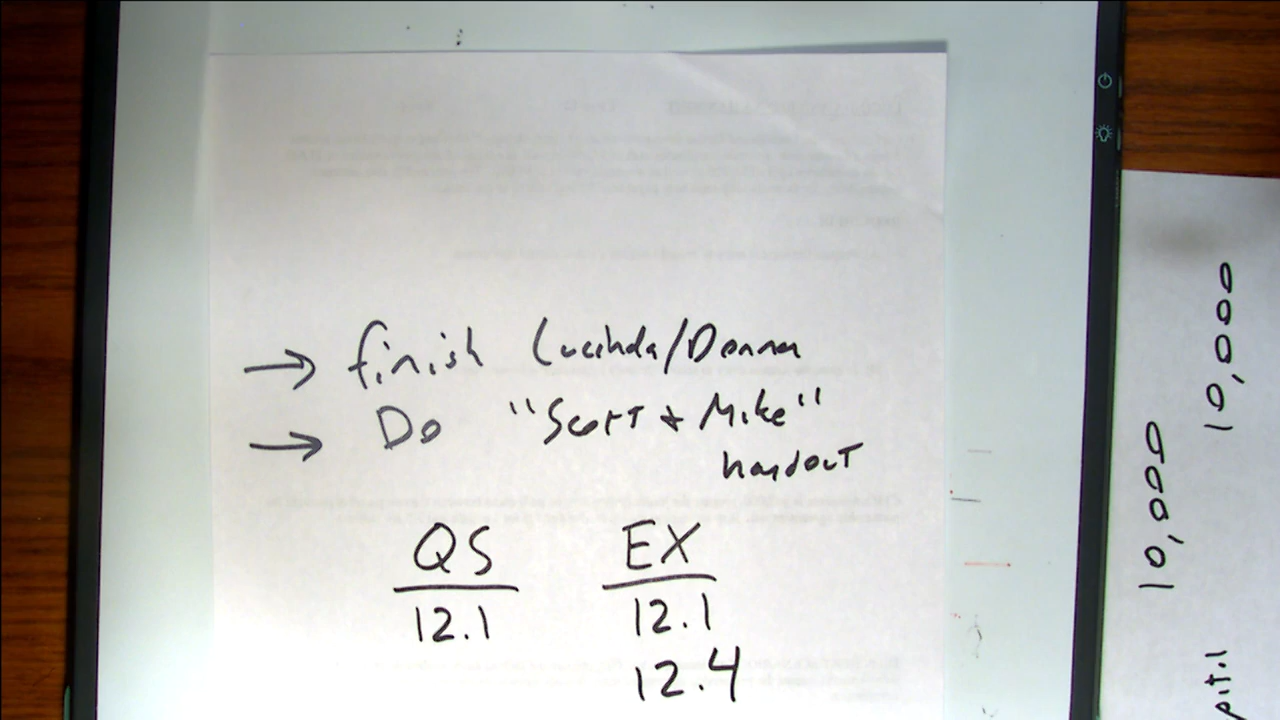 → finish Lucinda/Donna
→ Do "Scott + Mike"
handout
QS EX
12.1 12.1
12.4
10,000
10,000